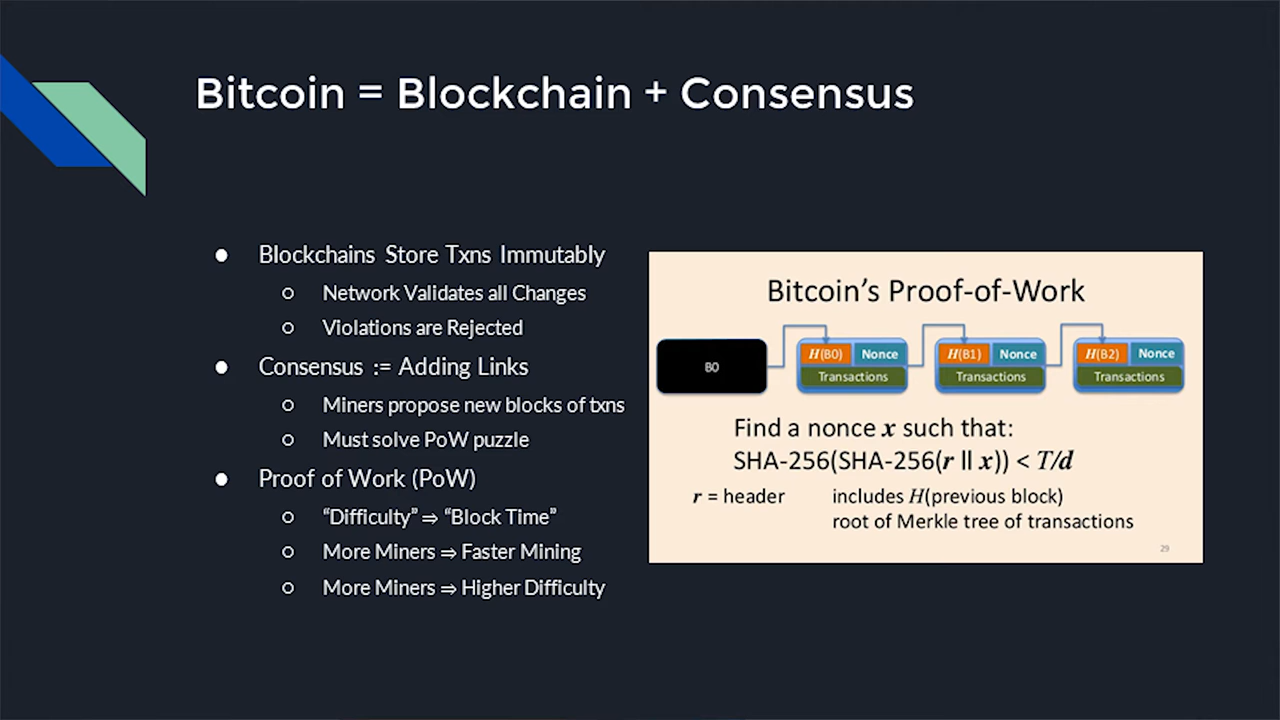 Bitcoin = Blockchain + Consensus
● Blockchains Store Txns Immutably
○ Network Validates all Changes
○ Violations are Rejected
● Consensus := Adding Links
○ Miners propose new blocks of txns
○ Must solve PoW puzzle
● Proof of Work (PoW)
○ “Difficulty” ⇒ “Block Time”
○ More Miners ⇒ Faster Mining
○ More Miners ⇒ Higher Difficulty
Bitcoin’s Proof-of-Work
B0
H(B0) Nonce
Transactions
H(B1) Nonce
Transactions
H(B2) Nonce
Transactions
Find a nonce x such that:
SHA-256(SHA-256(r ǁ x)) < T/d
r = header includes H(previous block)
root of Merkle tree of transactions
29